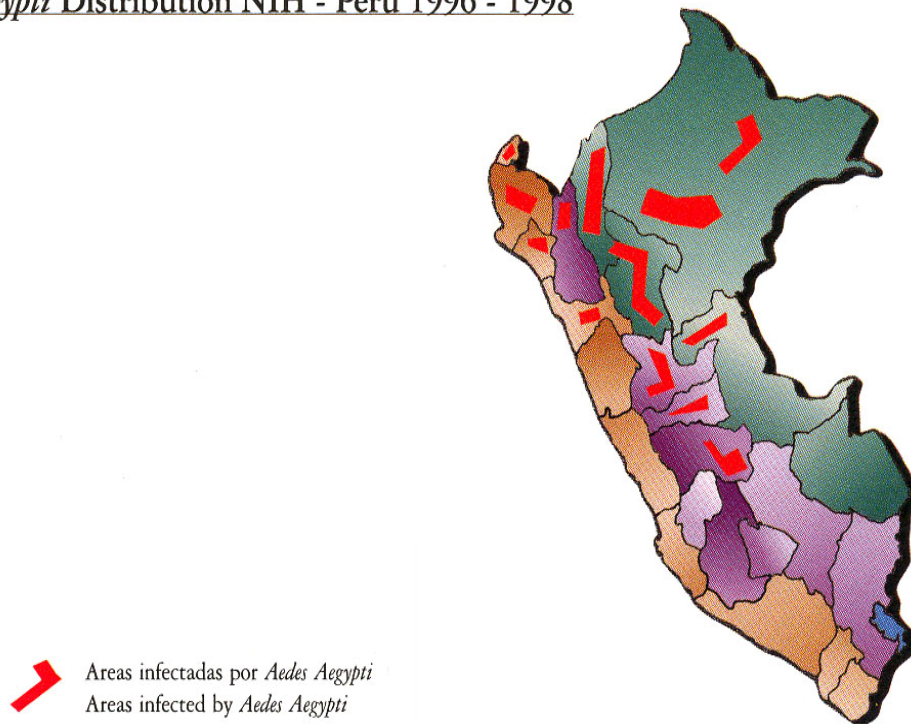 Distribution NIH - Peru 1996 - 1998
Areas infectadas por Aedes Aegypti
Areas infected by Aedes Aegypti